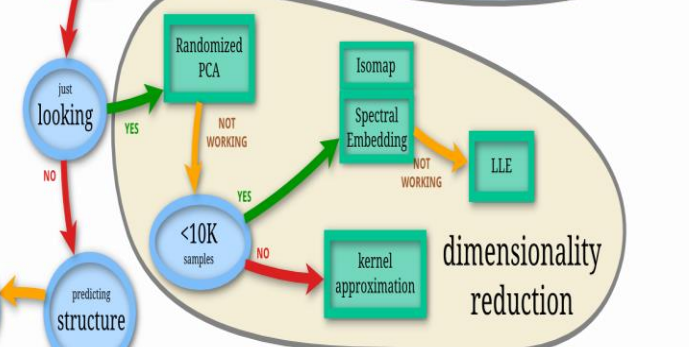 Randomized
PCA
just
looking
YES
NOT
WORKING
NO
Isomap
Spectral
Embedding
NOT
WORKING
LLE
YES
<10K
samples
NO
kernel
approximation
dimensionality
reduction
predicting
structure